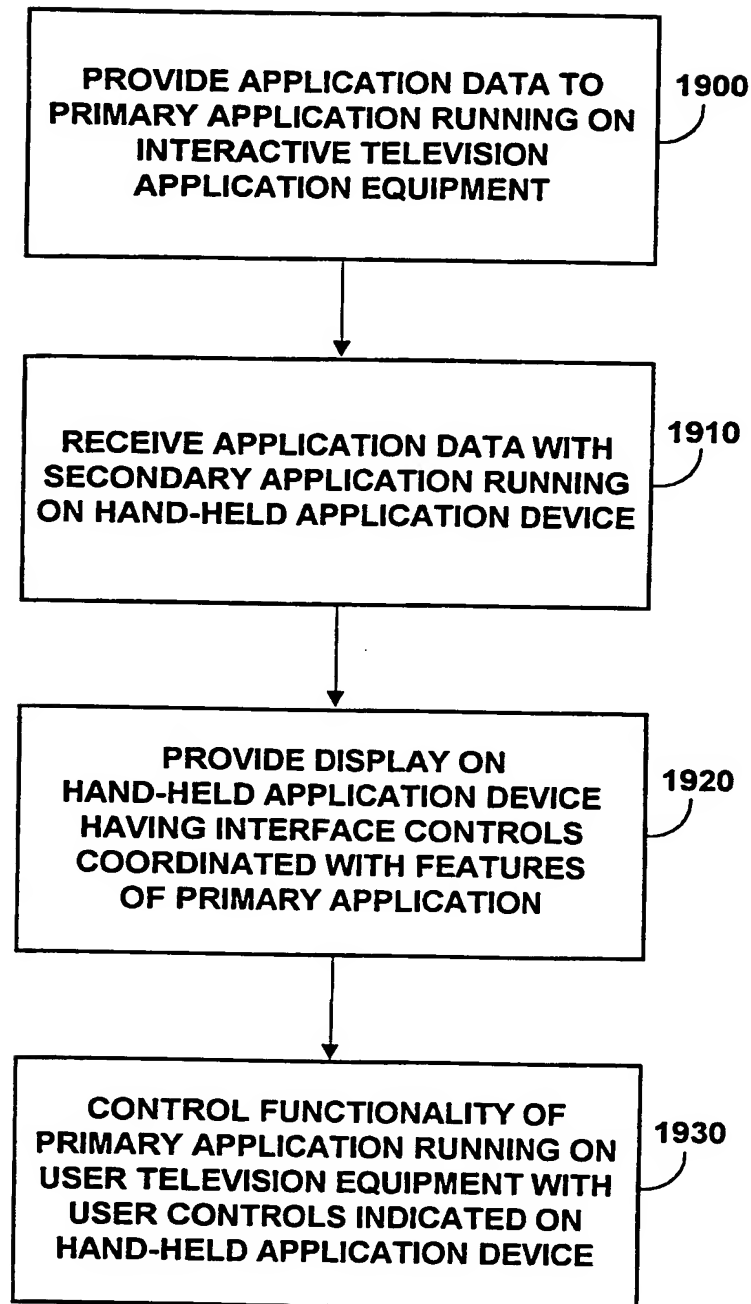 PROVIDE APPLICATION DATA TO
PRIMARY APPLICATION RUNNING ON
INTERACTIVE TELEVISION
APPLICATION EQUIPMENT
1900
RECEIVE APPLICATION DATA WITH
SECONDARY APPLICATION RUNNING
ON HAND-HELD APPLICATION DEVICE
1910
PROVIDE DISPLAY ON
HAND-HELD APPLICATION DEVICE
HAVING INTERFACE CONTROLS
COORDINATED WITH FEATURES
OF PRIMARY APPLICATION
1920
CONTROL FUNCTIONALITY OF
PRIMARY APPLICATION RUNNING ON
USER TELEVISION EQUIPMENT WITH
USER CONTROLS INDICATED ON
HAND-HELD APPLICATION DEVICE
1930